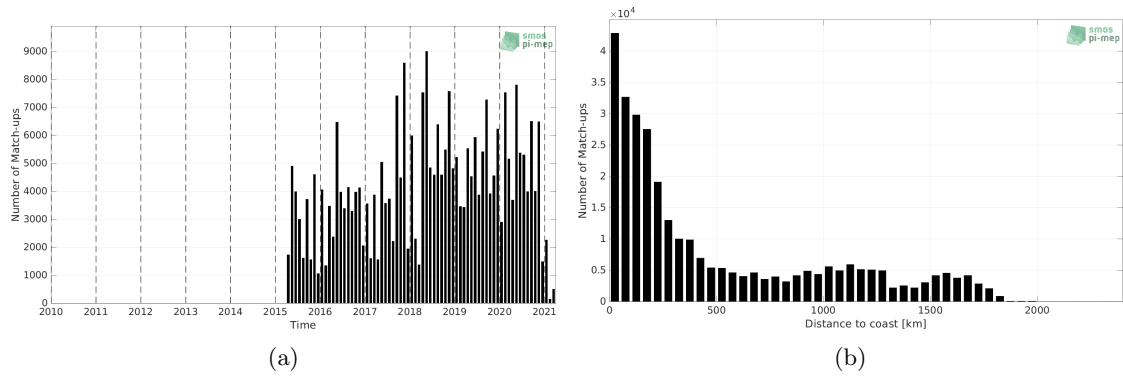 smos
pi-mep
9000
8000
7000
6000
5000
4000
3000
2000
1000
0
Number of Match-ups
2010 2011 2012 2013 2014 2015 2016 2017 2018 2019 2020 2021
Time
(a)
×10⁴
smos
pi-mep
4
3.5
3
2.5
2
1.5
1
0.5
0
Number of Match-ups
0 500 1000 1500 2000
Distance to coast [km]
(b)